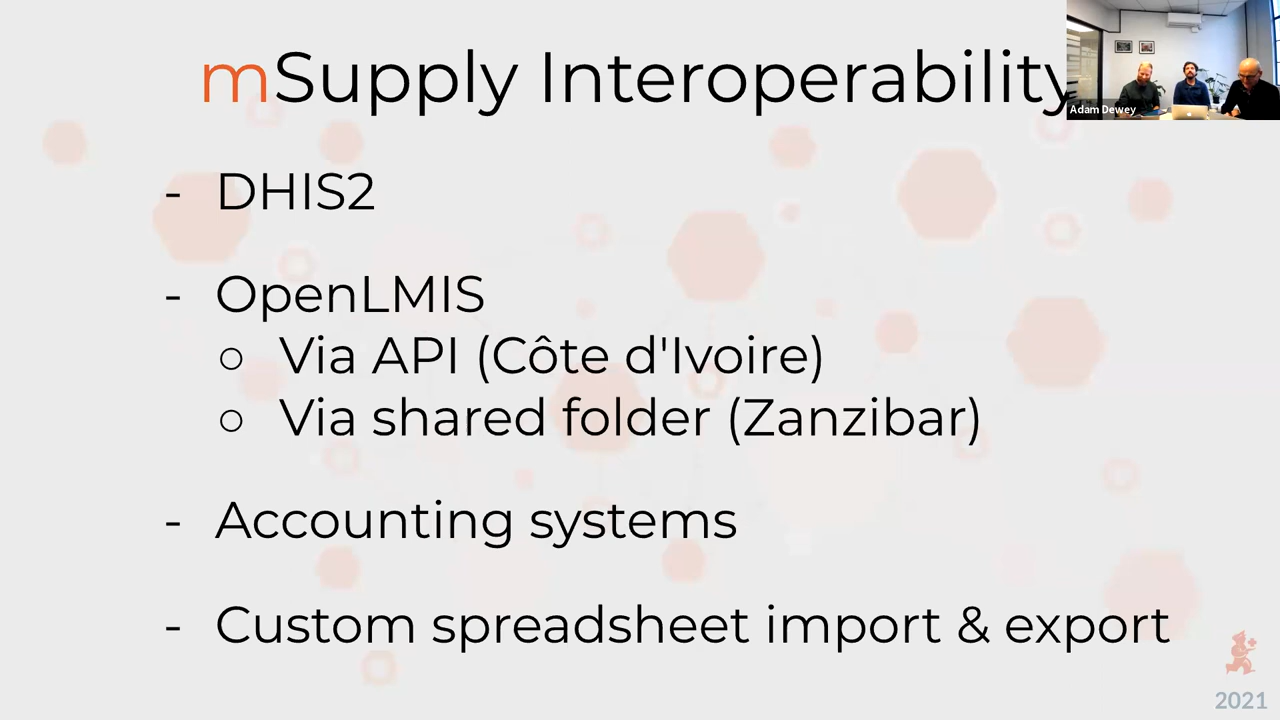 mSupply Interoperability
Adam Dewey
- DHIS2
- OpenLMIS
○ Via API (Côte d'Ivoire)
○ Via shared folder (Zanzibar)
- Accounting systems
- Custom spreadsheet import & export
2021